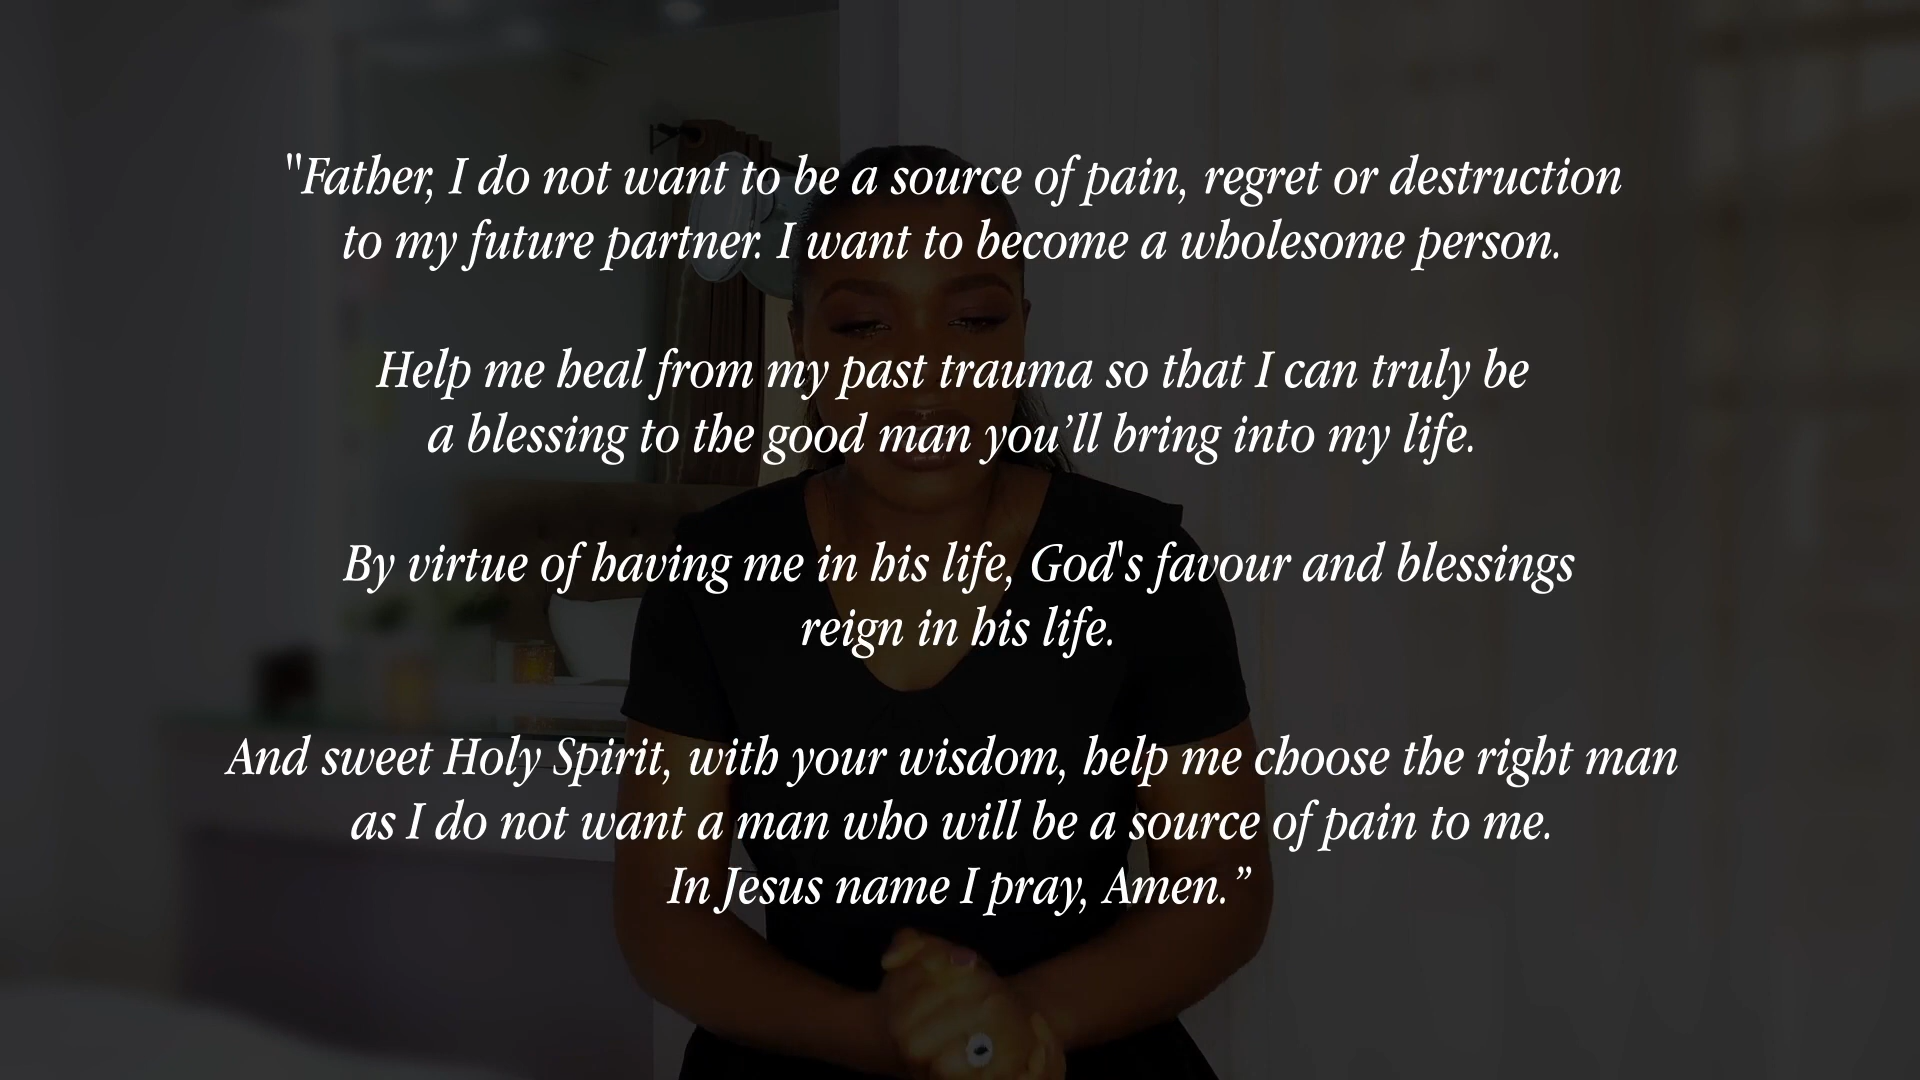 "Father, I do not want to be a source of pain, regret or destruction
to my future partner. I want to become a wholesome person.
Help me heal from my past trauma so that I can truly be
a blessing to the good man you’ll bring into my life.
By virtue of having me in his life, God's favour and blessings
reign in his life.
And sweet Holy Spirit, with your wisdom, help me choose the right man
as I do not want a man who will be a source of pain to me.
In Jesus name I pray, Amen.”